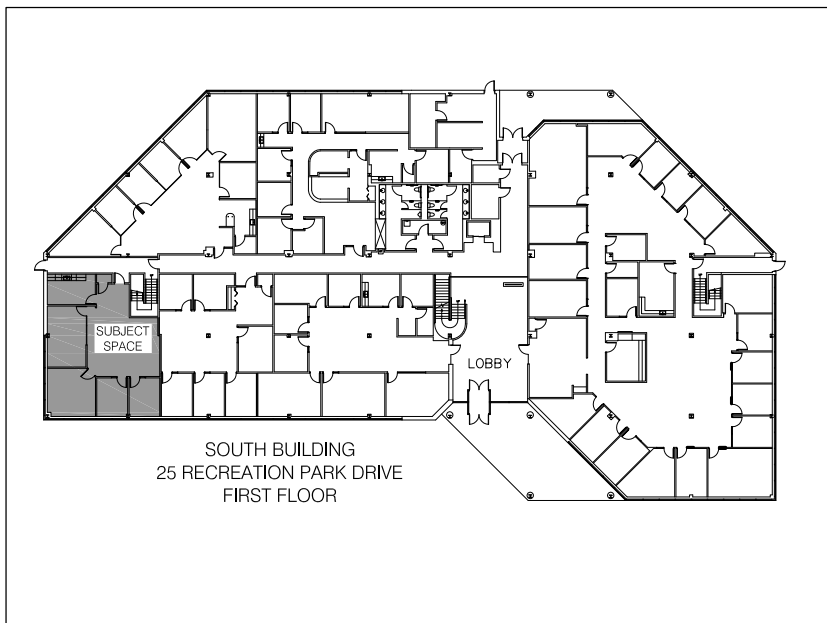 SUBJECT
SPACE
LOBBY
SOUTH BUILDING
25 RECREATION PARK DRIVE
FIRST FLOOR